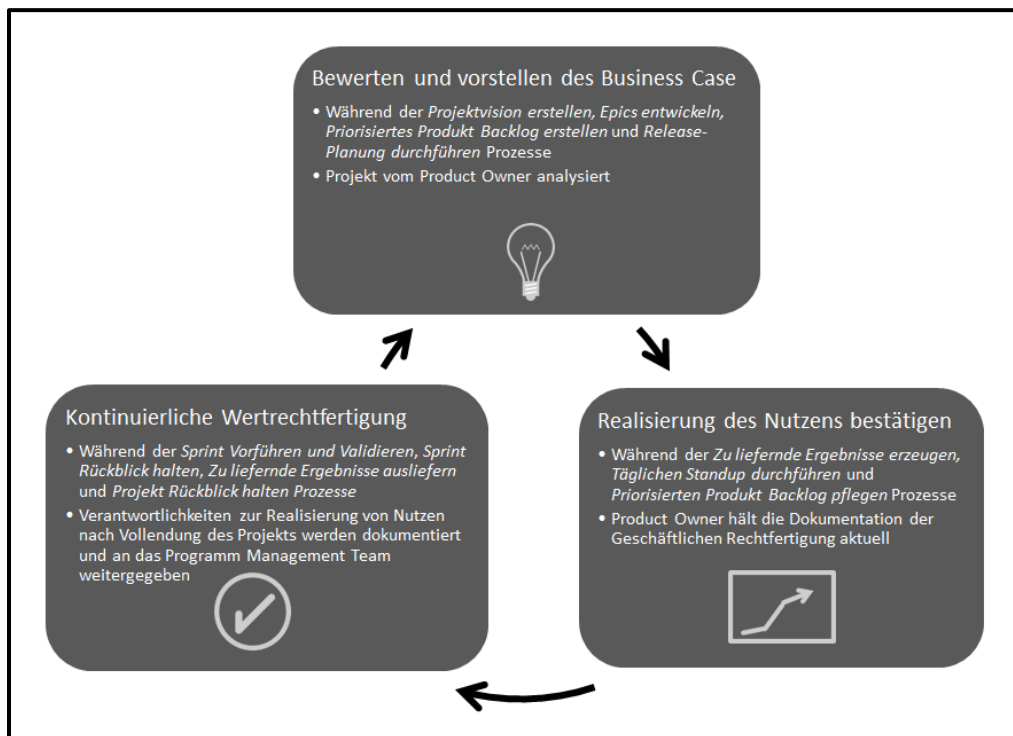 Bewerten und vorstellen des Business Case
• Während der Projektvision erstellen, Epics entwickeln,
Priorisiertes Produkt Backlog erstellen und Release-
Planung durchführen Prozesse
• Projekt vom Product Owner analysiert
Kontinuierliche Wertrechtfertigung
• Während der Sprint Vorführen und Validieren, Sprint
Rückblick halten, Zu liefernde Ergebnisse ausliefern
und Projekt Rückblick halten Prozesse
• Verantwortlichkeiten zur Realisierung von Nutzen
nach Vollendung des Projekts werden dokumentiert
und an das Programm Management Team
weitergegeben
Realisierung des Nutzens bestätigen
• Während der Zu liefernde Ergebnisse erzeugen,
Täglichen Standup durchführen und
Priorisierten Produkt Backlog pflegen Prozesse
• Product Owner hält die Dokumentation der
Geschäftlichen Rechtfertigung aktuell